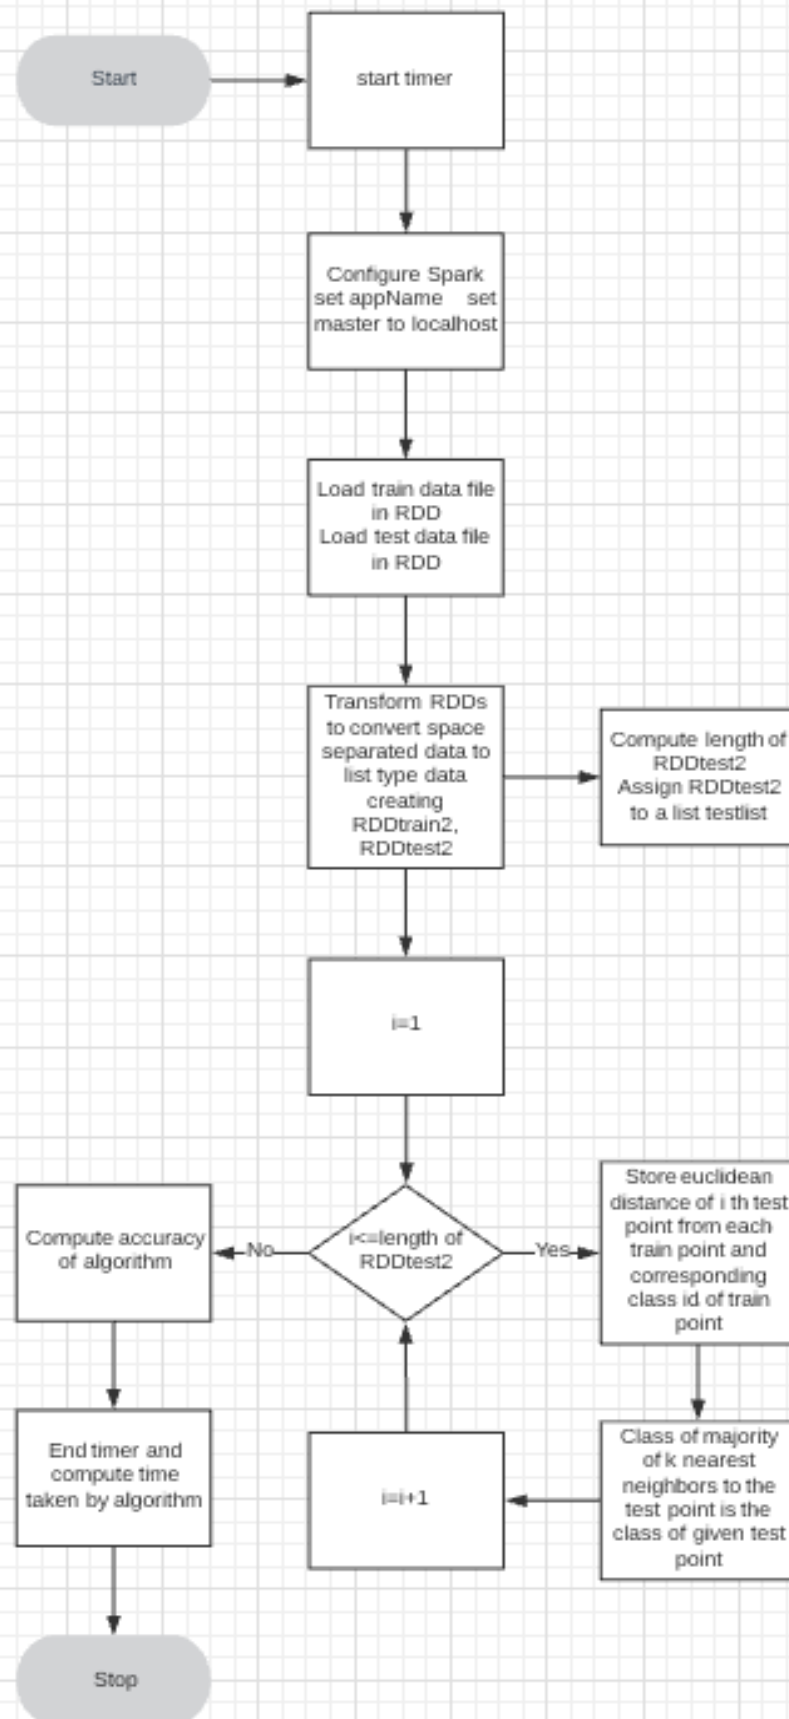 Start
start timer
Configure Spark
set appName set
master to localhost
Load train data file
in RDD
Load test data file
in RDD
Transform RDDs
to convert space
separated data to
list type data
creating
RDDtrain2,
RDDtest2
Compute length of
RDDtest2
Assign RDDtest2
to a list testlist
i=1
i<=length of
RDDtest2
No
Yes
Compute accuracy
of algorithm
Store euclidean
distance of i th test
point from each
train point and
corresponding
class id of train
point
End timer and
compute time
taken by algorithm
i=i+1
Class of majority
of k nearest
neighbors to the
test point is the
class of given test
point
Stop